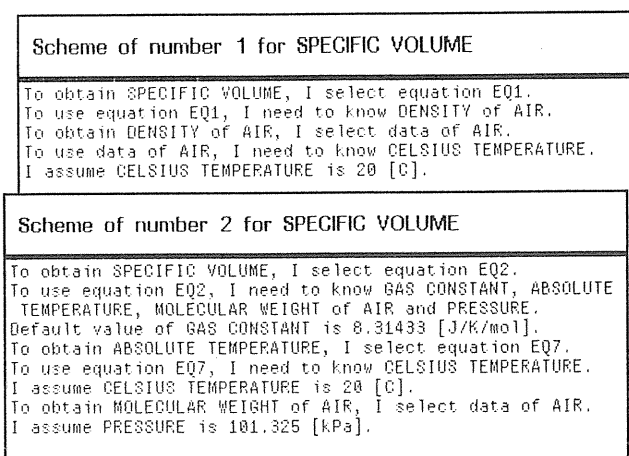 Scheme of number 1 for SPECIFIC VOLUME
To obtain SPECIFIC VOLUME, I select equation EQ1.
To use equation EQ1, I need to know DENSITY of AIR.
To obtain DENSITY of AIR, I select data of AIR.
To use data of AIR, I need to know CELSIUS TEMPERATURE.
I assume CELSIUS TEMPERATURE is 20 [C].
Scheme of number 2 for SPECIFIC VOLUME
To obtain SPECIFIC VOLUME, I select equation EQ2.
To use equation EQ2, I need to know GAS CONSTANT, ABSOLUTE
TEMPERATURE, MOLECULAR WEIGHT of AIR and PRESSURE.
Default value of GAS CONSTANT is 8.31433 [J/K/mol].
To obtain ABSOLUTE TEMPERATURE, I select equation EQ7.
To use equation EQ7, I need to know CELSIUS TEMPERATURE.
I assume CELSIUS TEMPERATURE is 20 [C].
To obtain MOLECULAR WEIGHT of AIR, I select data of AIR.
I assume PRESSURE is 101.325 [kPa].